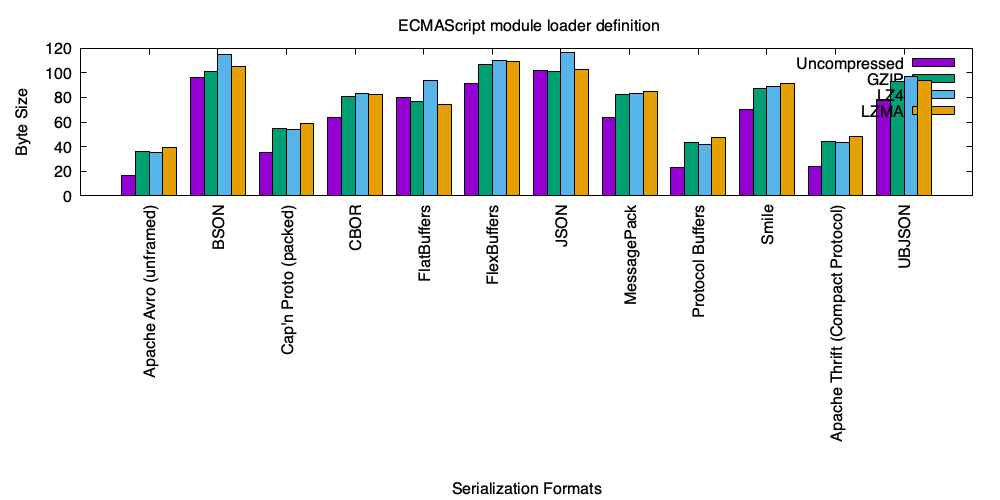 ECMAScript module loader definition
Byte Size
120
100
80
60
40
20
0
Uncompressed
GZIP
LZ4
LZMA
Apache Avro (unframed)
BSON
Cap'n Proto (packed)
CBOR
FlatBuffers
FlexBuffers
JSON
MessagePack
Protocol Buffers
Smile
Apache Thrift (Compact Protocol)
UBJSON
Serialization Formats